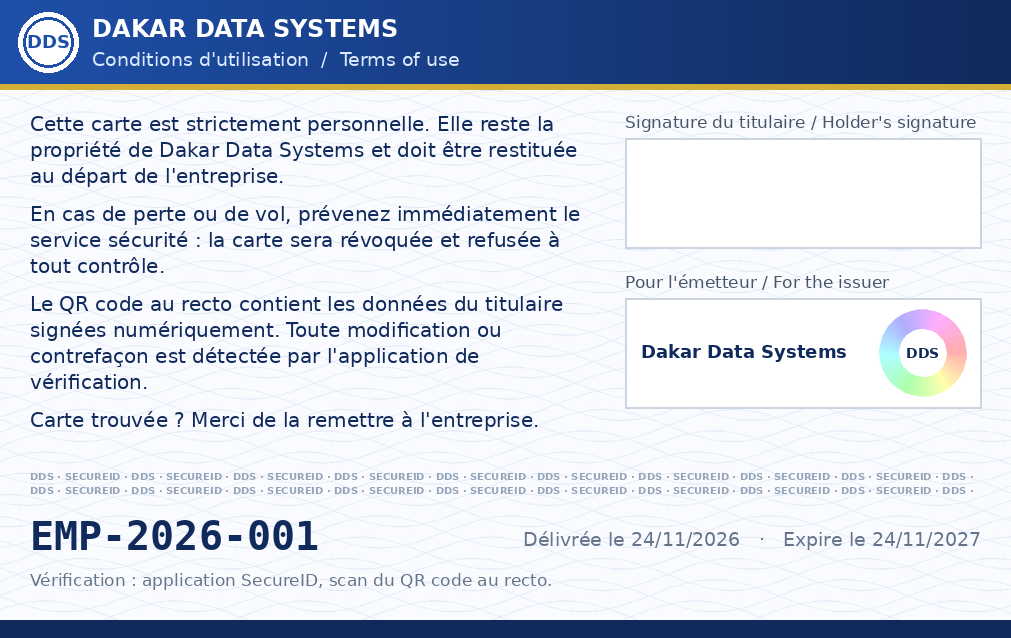 DDS
DAKAR DATA SYSTEMS
Conditions d'utilisation / Terms of use
Cette carte est strictement personnelle. Elle reste la
propriété de Dakar Data Systems et doit être restituée
au départ de l'entreprise.
En cas de perte ou de vol, prévenez immédiatement le
service sécurité : la carte sera révoquée et refusée à
tout contrôle.
Le QR code au recto contient les données du titulaire
signées numériquement. Toute modification ou
contrefaçon est détectée par l'application de
vérification.
Carte trouvée ? Merci de la remettre à l'entreprise.
Signature du titulaire / Holder's signature
Pour l'émetteur / For the issuer
Dakar Data Systems
DDS
DDS · SECUREID · DDS · SECUREID · DDS · SECUREID · DDS · SECUREID · DDS · SECUREID · DDS · SECUREID · DDS · SECUREID · DDS · SECUREID · DDS · SECUREID · DDS ·
DDS · SECUREID · DDS · SECUREID · DDS · SECUREID · DDS · SECUREID · DDS · SECUREID · DDS · SECUREID · DDS · SECUREID · DDS · SECUREID · DDS · SECUREID · DDS ·
EMP-2026-001
Délivrée le 24/11/2026 · Expire le 24/11/2027
Vérification : application SecureID, scan du QR code au recto.